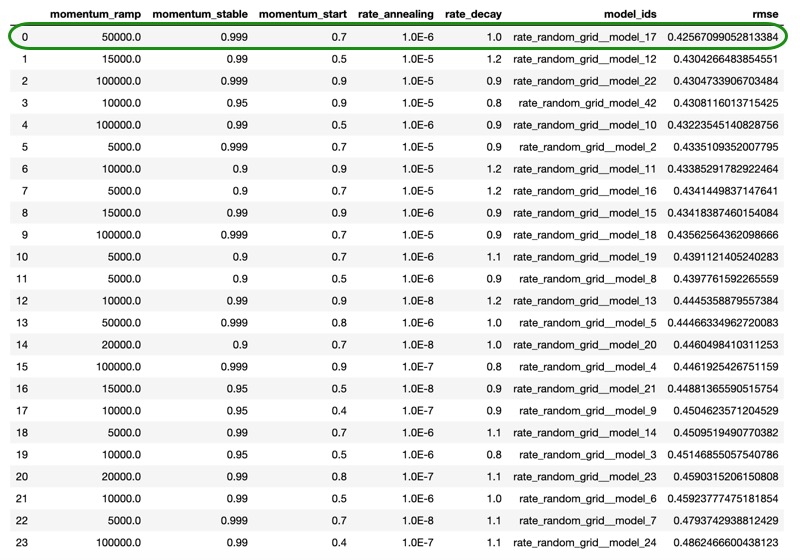 momentum_ramp momentum_stable momentum_start rate_annealing rate_decay model_ids rmse
0 50000.0 0.999 0.7 1.0E-6 1.0 rate_random_grid__model_17 0.42567099052813384
1 15000.0 0.99 0.5 1.0E-5 1.2 rate_random_grid__model_12 0.4304266483854551
2 100000.0 0.999 0.9 1.0E-5 0.9 rate_random_grid__model_22 0.4304733906703484
3 10000.0 0.95 0.9 1.0E-5 0.8 rate_random_grid_model_42 0.4308116013715425
4 100000.0 0.99 0.5 1.0E-6 0.9 rate_random_grid__model_10 0.43223545140828756
5 5000.0 0.999 0.7 1.0E-5 0.9 rate_random_grid__model_2 0.4335109352007795
6 10000.0 0.9 0.9 1.0E-5 1.2 rate_random_grid__model_11 0.43385291782922464
7 5000.0 0.9 0.7 1.0E-5 1.2 rate_random_grid__model_16 0.4341449837147641
8 15000.0 0.99 0.9 1.0E-6 0.9 rate_random_grid__model_15 0.43418387460154084
9 100000.0 0.999 0.7 1.0E-5 0.9 rate_random_grid__model_18 0.43562564362098666
10 5000.0 0.9 0.7 1.0E-6 1.1 rate_random_grid__model_19 0.4391121405240283
11 5000.0 0.9 0.5 1.0E-6 0.9 rate_random_grid__model_8 0.4397761592265559
12 10000.0 0.99 0.9 1.0E-8 1.2 rate_random_grid__model_13 0.4445358879557384
13 50000.0 0.999 0.8 1.0E-6 1.0 rate_random_grid__model_5 0.44466334962720083
14 20000.0 0.9 0.7 1.0E-8 1.0 rate_random_grid__model_20 0.4460498410311253
15 100000.0 0.999 0.9 1.0E-7 0.8 rate_random_grid__model_4 0.4461925426751159
16 15000.0 0.95 0.5 1.0E-8 0.9 rate_random_grid__model_21 0.44881365590515754
17 10000.0 0.95 0.4 1.0E-7 0.9 rate_random_grid__model_9 0.4504623571204529
18 5000.0 0.99 0.7 1.0E-6 1.1 rate_random_grid__model_14 0.4509519490770382
19 10000.0 0.95 0.5 1.0E-6 0.8 rate_random_grid__model_3 0.45146855057540786
20 20000.0 0.99 0.8 1.0E-7 1.1 rate_random_grid__model_23 0.4590315206150808
21 10000.0 0.99 0.5 1.0E-6 1.0 rate_random_grid__model_6 0.45923777475181854
22 5000.0 0.999 0.7 1.0E-8 1.1 rate_random_grid__model_7 0.4793742938812429
23 100000.0 0.99 0.4 1.0E-7 1.1 rate_random_grid__model_24 0.4862466600438123